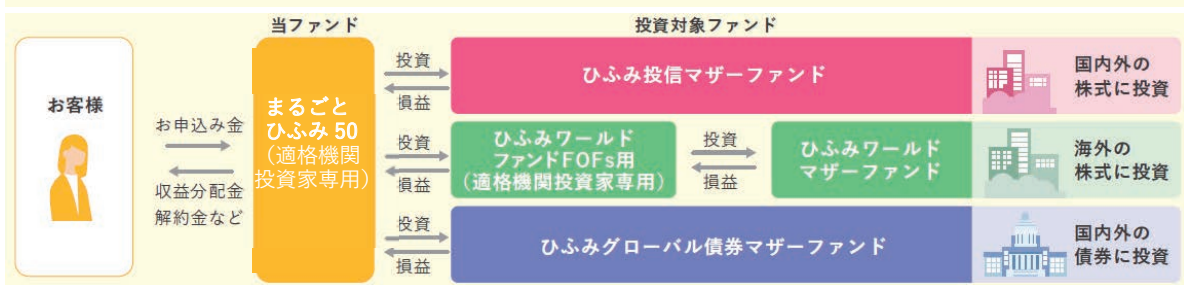 当ファンド
投資対象ファンド
お客様
お申込み金
収益分配金
解約金など
まるごと
ひふみ 50
（適格機関
投資家専用）
投資
損益
ひふみ投信マザーファンド
国内外の
株式に投資
投資
損益
ひふみワールド
ファンドFOFs用
（適格機関投資家専用）
投資
損益
ひふみワールド
マザーファンド
海外の
株式に投資
投資
損益
ひふみグローバル債券マザーファンド
国内外の
債券に投資